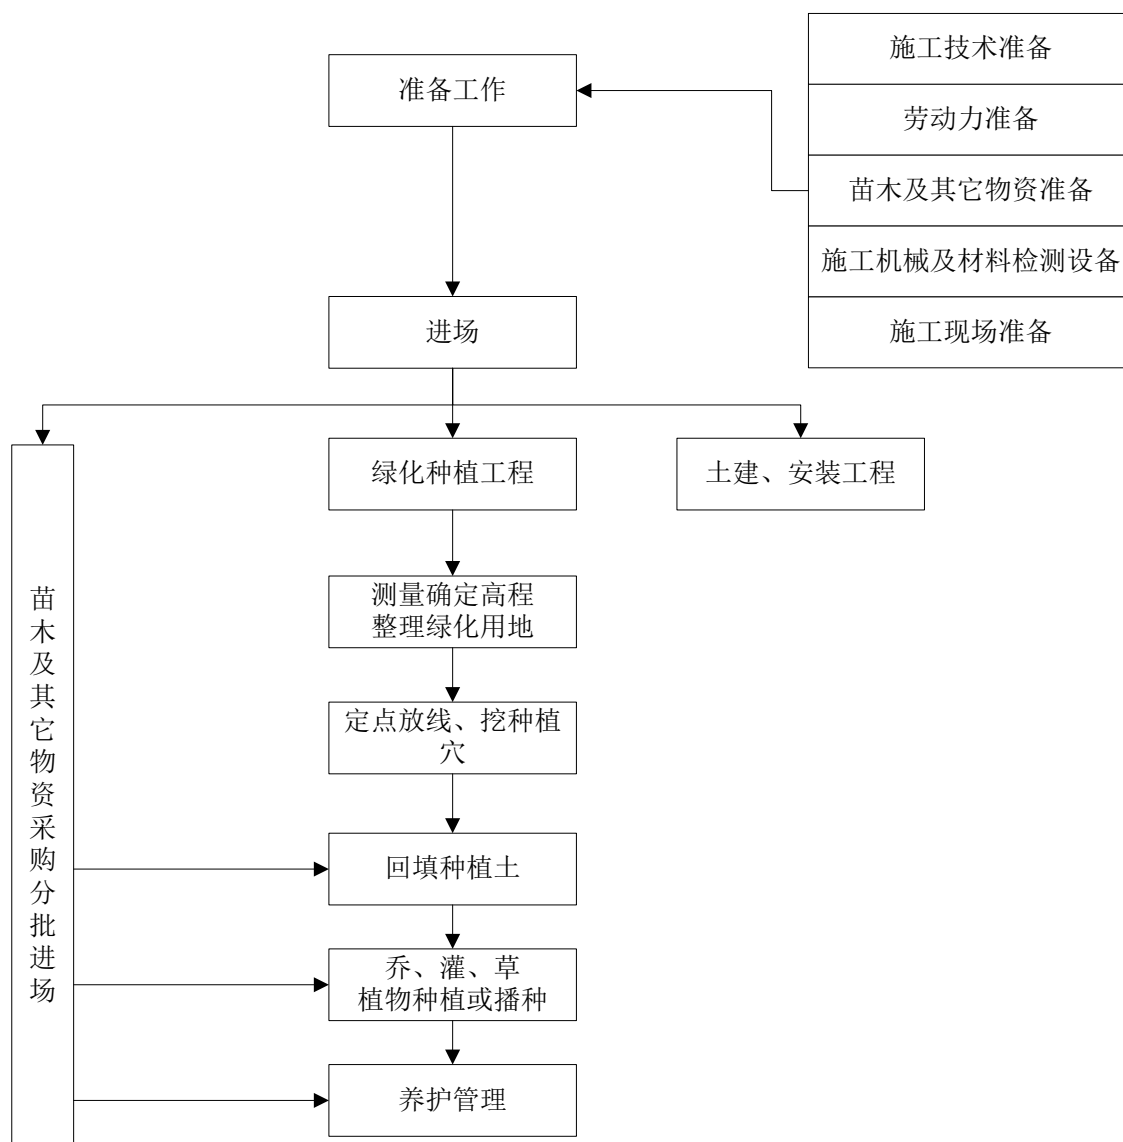 施工技术准备
准备工作
劳动力准备
苗木及其它物资准备
施工机械及材料检测设备
施工现场准备
进场
绿化种植工程
土建、安装工程
苗木及其它物资采购分批进场
测量确定高程
整理绿化用地
定点放线、挖种植
穴
回填种植土
乔、灌、草
植物种植或播种
养护管理